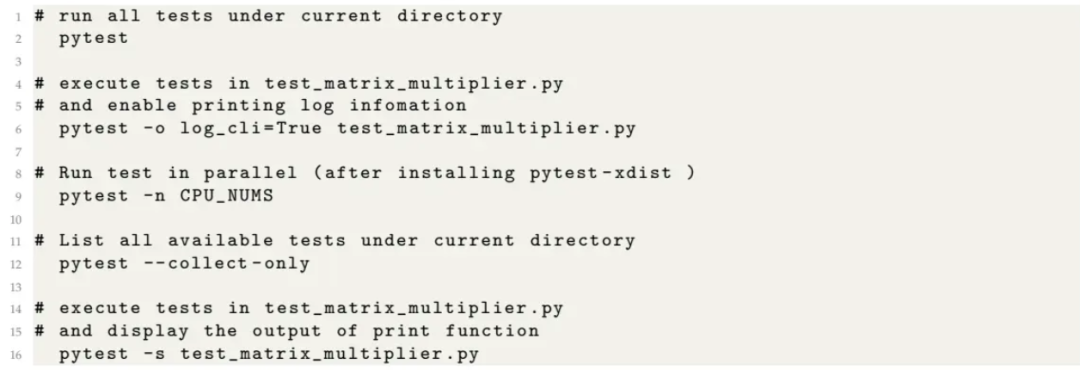 1 # run all tests under current directory
2 pytest
3
4 # execute tests in test_matrix_multiplier.py
5 # and enable printing log infomation
6 pytest -o log_cli=True test_matrix_multiplier.py
7
8 # Run test in parallel (after installing pytest-xdist )
9 pytest -n CPU_NUMS
10
11 # List all available tests under current directory
12 pytest --collect-only
13
14 # execute tests in test_matrix_multiplier.py
15 # and display the output of print function
16 pytest -s test_matrix_multiplier.py